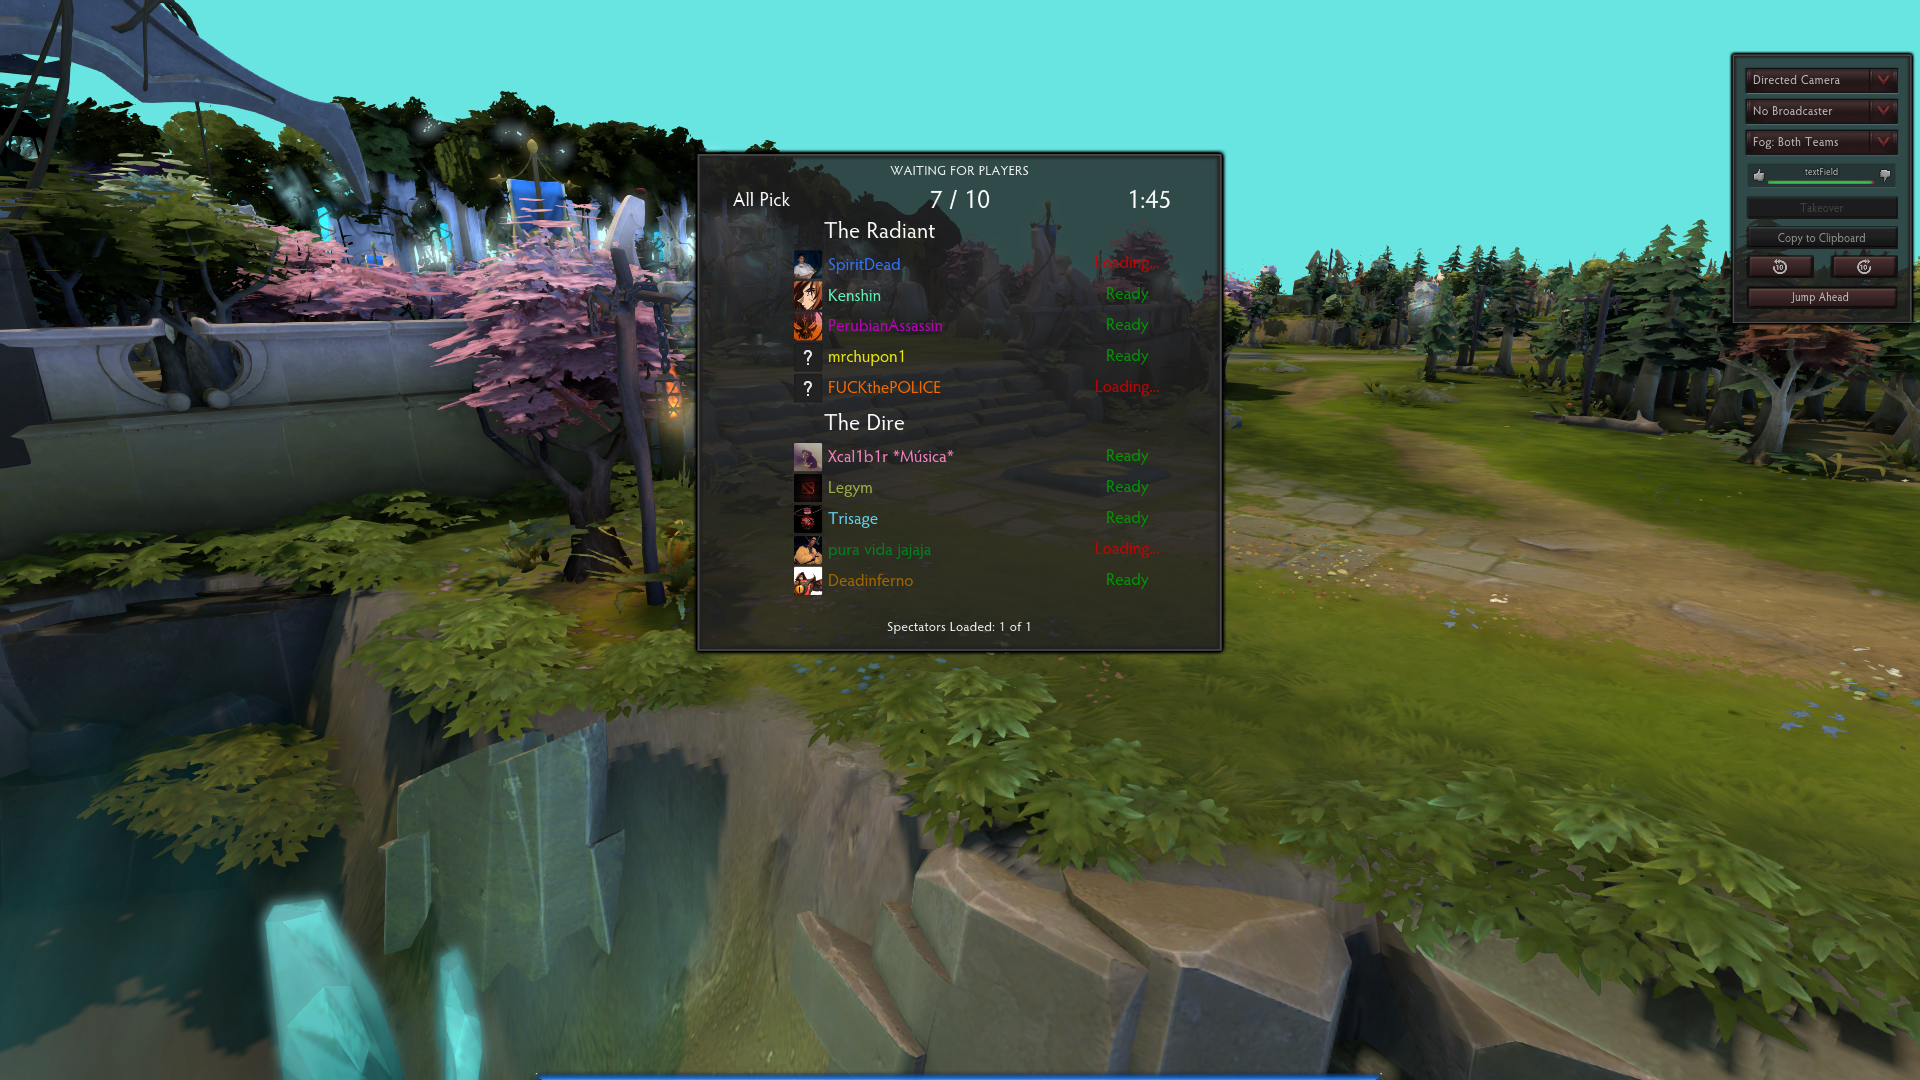 WAITING FOR PLAYERS
All Pick 7 / 10 1:45
The Radiant
SpiritDead Loading...
Kenshin Ready
PerubianAssassin Ready
? mrchupon1 Ready
? FUCKthePOLICE Loading...
The Dire
Xcal1b1r *Música* Ready
Legym Ready
Trisage Ready
pura vida jajaja Loading...
Deadinferno Ready
Spectators Loaded: 1 of 1
Directed Camera
No Broadcaster
Fog: Both Teams
textField
Takeover
Copy to Clipboard
10 10
Jump Ahead